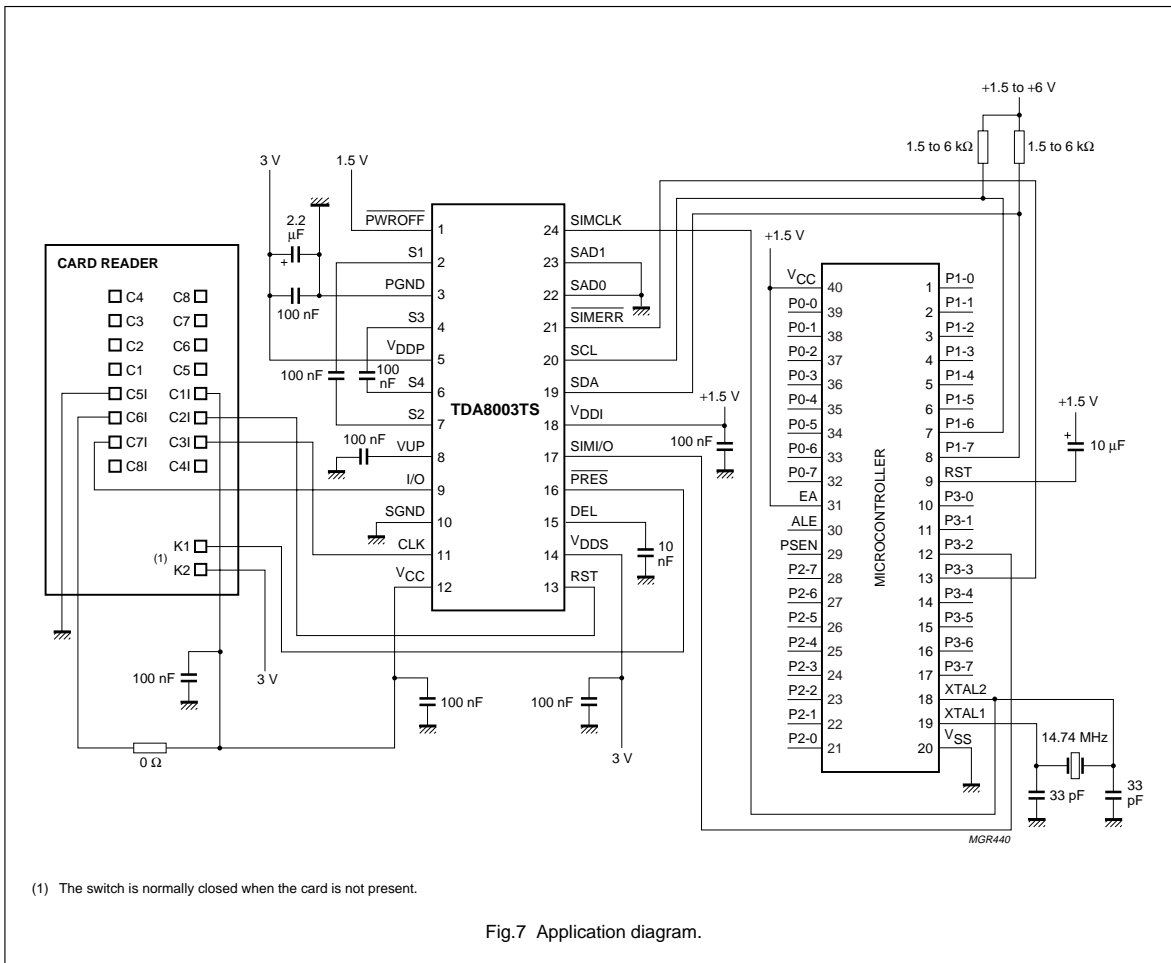 +1.5 to +6 V
1.5 to 6 kΩ
1.5 to 6 kΩ
3 V
1.5 V
2.2
μF
+
100 nF
CARD READER
C4
C3
C2
C1
C5I
C6I
C7I
C8I
C8
C7
C6
C5
C1I
C2I
C3I
C4I
K1
(1)
K2
100 nF
3 V
0 Ω
100 nF
100
nF
100 nF
PWROFF
S1
PGND
S3
VDDP
S4
S2
VUP
I/O
SGND
CLK
VCC
1
2
3
4
5
6
7
8
9
10
11
12
TDA8003TS
24
23
22
21
20
19
18
17
16
15
14
13
SIMCLK
SAD1
SAD0
SIMERR
SCL
SDA
VDDI
SIMI/O
PRES
DEL
VDDS
RST
+1.5 V
100 nF
10
nF
100 nF
100 nF
3 V
+1.5 V
VCC
P0-0
P0-1
P0-2
P0-3
P0-4
P0-5
P0-6
P0-7
EA
ALE
PSEN
P2-7
P2-6
P2-5
P2-4
P2-3
P2-2
P2-1
P2-0
40
39
38
37
36
35
34
33
32
31
30
29
28
27
26
25
24
23
22
21
MICROCONTROLLER
1
2
3
4
5
6
7
8
9
10
11
12
13
14
15
16
17
18
19
20
P1-0
P1-1
P1-2
P1-3
P1-4
P1-5
P1-6
P1-7
RST
P3-0
P3-1
P3-2
P3-3
P3-4
P3-5
P3-6
P3-7
XTAL2
XTAL1
VSS
+1.5 V
+
10 μF
14.74 MHz
33 pF
33
pF
MGR440
(1) The switch is normally closed when the card is not present.
Fig.7 Application diagram.